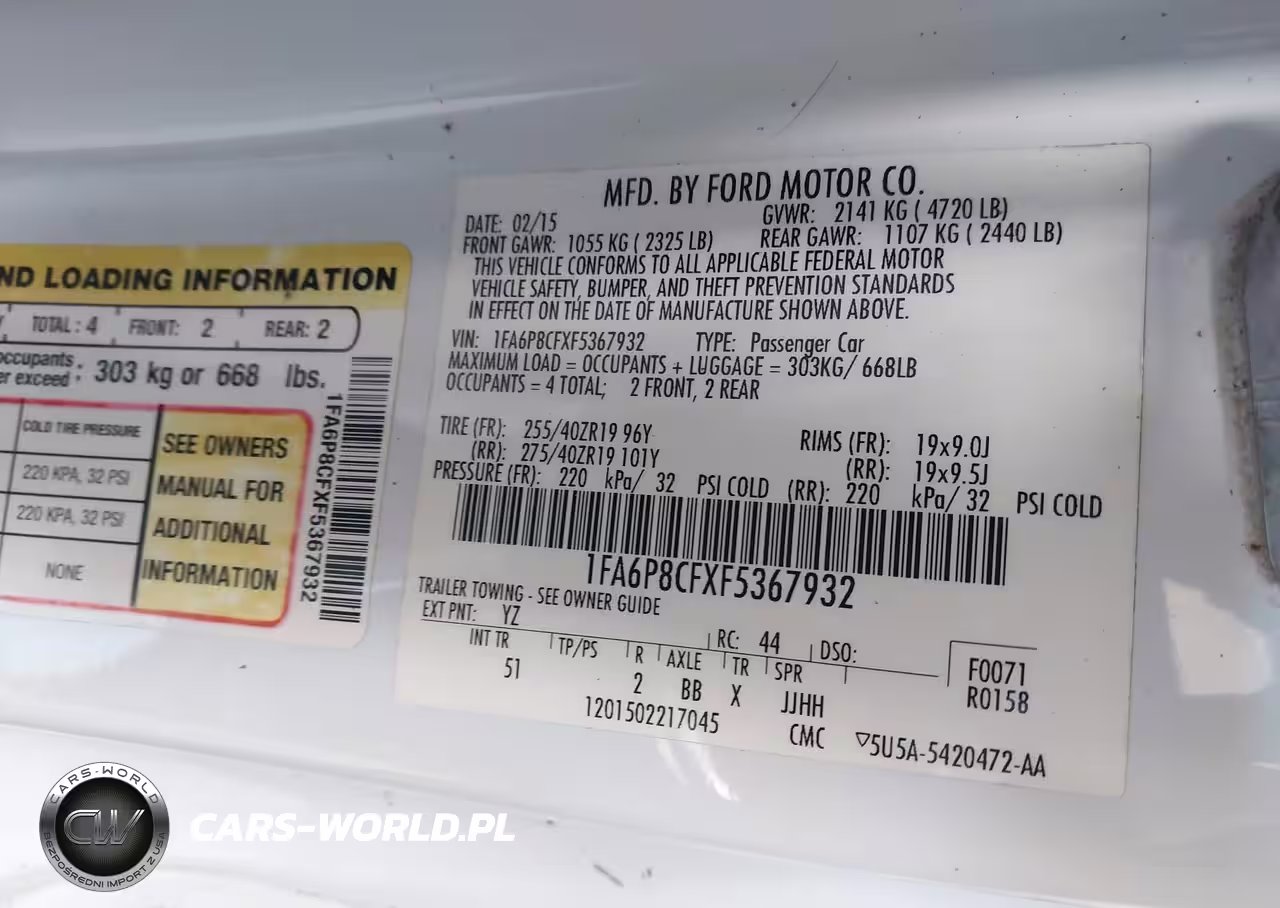 ND LOADING INFORMATION
TOTAL : 4 FRONT: 2 REAR: 2
occupants
er exceed : 303 kg or 668 lbs.
COLD TIRE PRESSURE
220 KPA, 32 PSI
220 KPA, 32 PSI
NONE
SEE OWNERS
MANUAL FOR
ADDITIONAL
INFORMATION
1FA6P8CFXF5367932
MFD. BY FORD MOTOR CO.
DATE: 02/15 GVWR: 2141 KG ( 4720 LB)
FRONT GAWR: 1055 KG ( 2325 LB) REAR GAWR: 1107 KG ( 2440 LB)
THIS VEHICLE CONFORMS TO ALL APPLICABLE FEDERAL MOTOR
VEHICLE SAFETY, BUMPER, AND THEFT PREVENTION STANDARDS
IN EFFECT ON THE DATE OF MANUFACTURE SHOWN ABOVE.
VIN: 1FA6P8CFXF5367932 TYPE: Passenger Car
MAXIMUM LOAD = OCCUPANTS + LUGGAGE = 303KG/ 668LB
OCCUPANTS = 4 TOTAL; 2 FRONT, 2 REAR
TIRE (FR): 255/40ZR19 96Y RIMS (FR): 19x9.0J
(RR): 275/40ZR19 101Y (RR): 19x9.5J
PRESSURE (FR): 220 kPa/ 32 PSI COLD (RR): 220 kPa/ 32 PSI COLD
1FA6P8CFXF5367932
TRAILER TOWING - SEE OWNER GUIDE
EXT PNT: YZ RC: 44 DSO:
INT TR TP/PS R AXLE TR SPR F0071
51 2 BB X JJHH R0158
1201502217045 CMC ▽5U5A-5420472-AA
CARS-WORLD
CW
BEZPOŚREDNI IMPORT Z USA
CARS-WORLD.PL